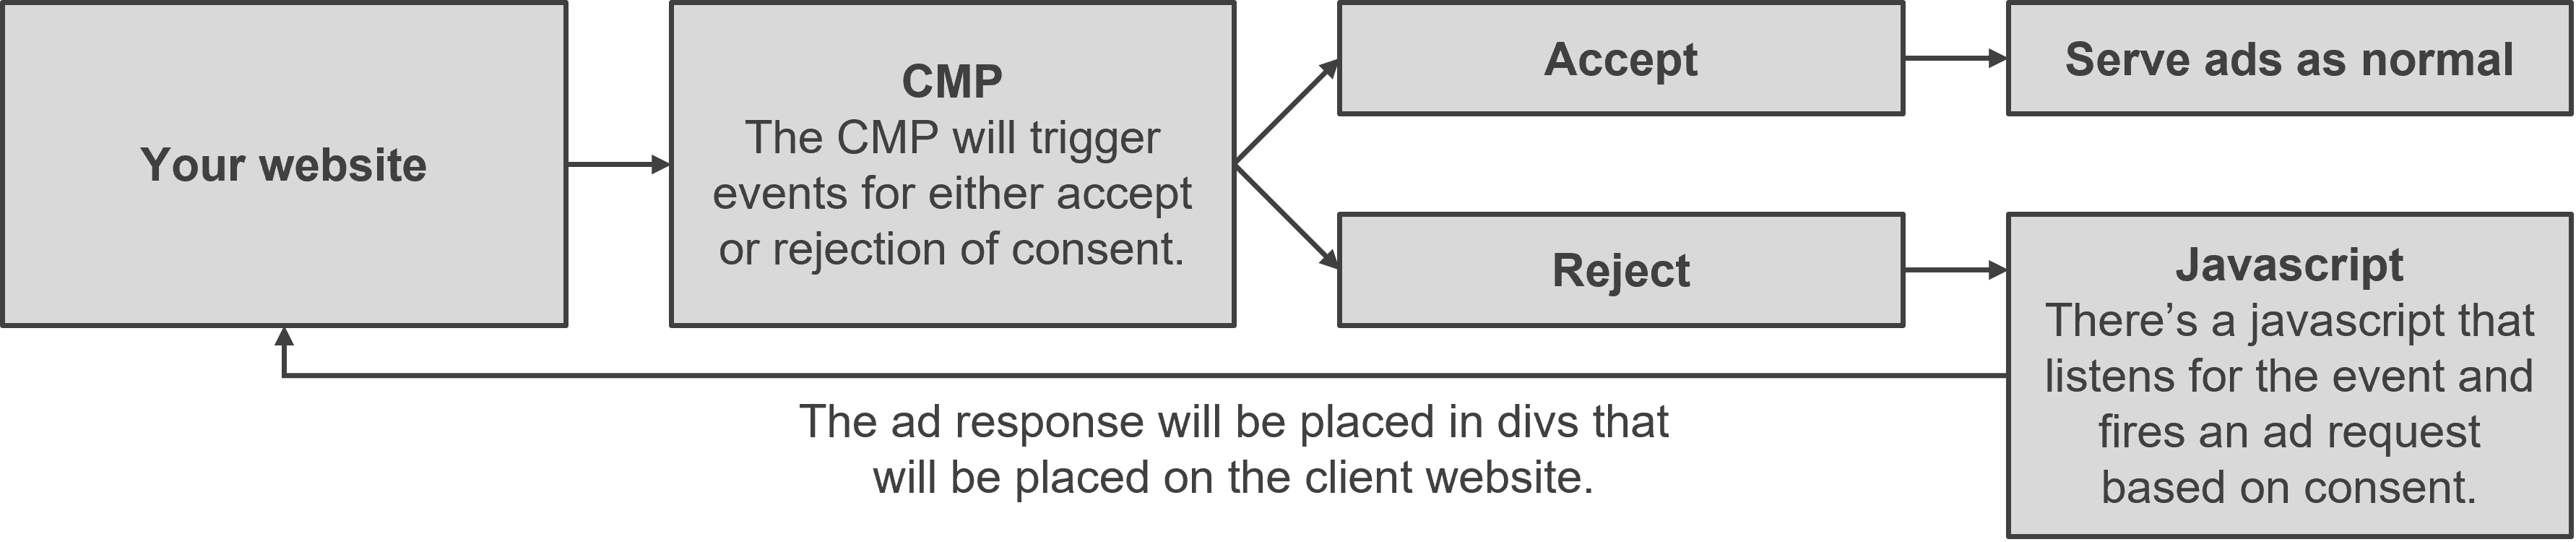 Your website
CMP
The CMP will trigger
events for either accept
or rejection of consent.
Accept
Serve ads as normal
Reject
Javascript
There’s a javascript that
listens for the event and
fires an ad request
based on consent.
The ad response will be placed in divs that
will be placed on the client website.